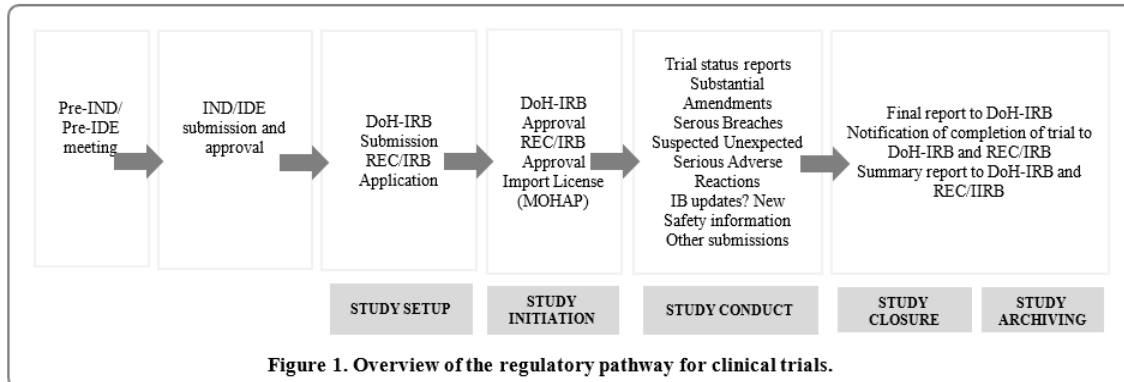 Pre-IND/
Pre-IDE
meeting
IND/IDE
submission and
approval
DoH-IRB
Submission
REC/IRB
Application
DoH-IRB
Approval
REC/IRB
Approval
Import License
(MOHAP)
Trial status reports
Substantial
Amendments
Serous Breaches
Suspected Unexpected
Serious Adverse
Reactions
IB updates? New
Safety information
Other submissions
Final report to DoH-IRB
Notification of completion of trial to
DoH-IRB and REC/IRB
Summary report to DoH-IRB and
REC/IIRB
STUDY SETUP
STUDY
INITIATION
STUDY CONDUCT
STUDY
CLOSURE
STUDY
ARCHIVING
Figure 1. Overview of the regulatory pathway for clinical trials.